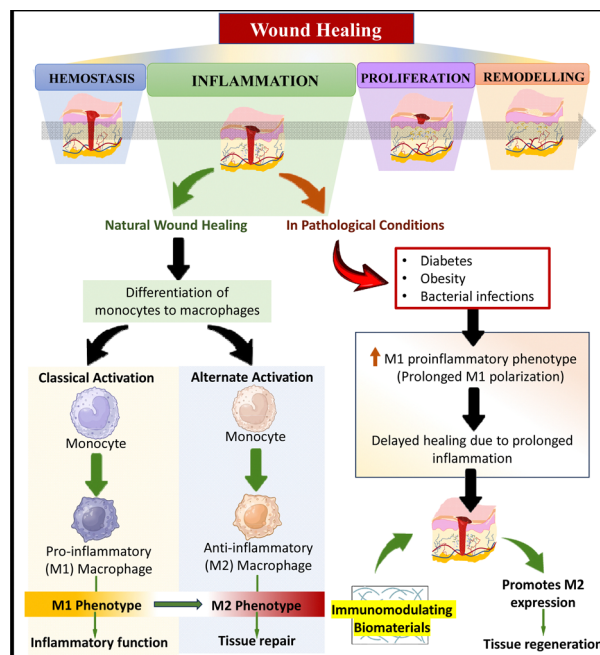 Wound Healing
HEMOSTASIS
INFLAMMATION
PROLIFERATION
REMODELLING
Natural Wound Healing
In Pathological Conditions
• Diabetes
• Obesity
• Bacterial infections
Differentiation of
monocytes to macrophages
Classical Activation
Monocyte
Pro-inflammatory
(M1) Macrophage
M1 Phenotype
Inflammatory function
Alternate Activation
Monocyte
Anti-inflammatory
(M2) Macrophage
M2 Phenotype
Tissue repair
M1 proinflammatory phenotype
(Prolonged M1 polarization)
Delayed healing due to prolonged
inflammation
Immunomodulating
Biomaterials
Promotes M2
expression
Tissue regeneration